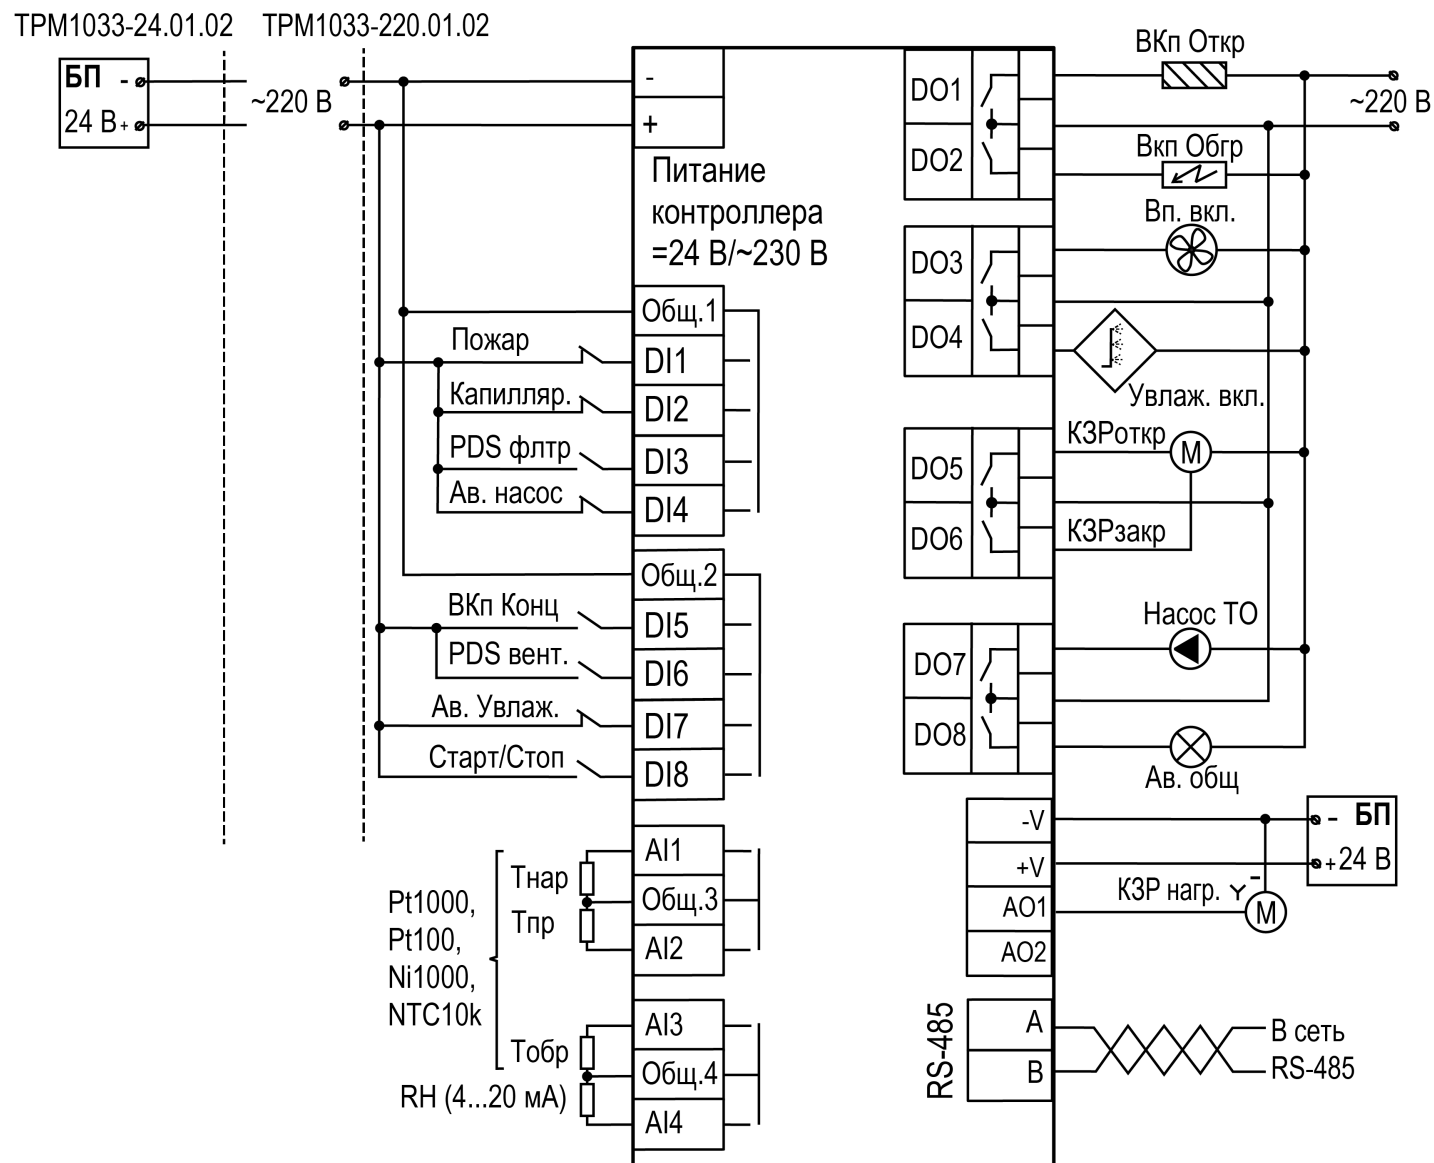 ТРМ1033-24.01.02
ТРМ1033-220.01.02
БП -
24 В +
~220 В
-
+
Питание
контроллера
=24 В/~230 В
Общ.1
Пожар
DI1
Капилляр.
DI2
PDS флтр
DI3
Ав. насос
DI4
Общ.2
ВКп Конц
DI5
PDS вент.
DI6
Ав. Увлаж.
DI7
Старт/Стоп
DI8
AI1
Тнар
Общ.3
Тпр
AI2
Pt1000,
Pt100,
Ni1000,
NTC10k
AI3
Тобр
Общ.4
RH (4...20 мА)
AI4
ВКп Откр
DO1
~220 В
Вкп Обгр
DO2
Вп. вкл.
DO3
DO4
Увлаж. вкл.
КЗРоткр
DO5
М
DO6
КЗРзакр
Насос ТО
DO7
DO8
Ав. общ
-V
- БП
+V
+24 В
КЗР нагр. Y -
AO1
М
AO2
RS-485
A
B
В сеть
RS-485